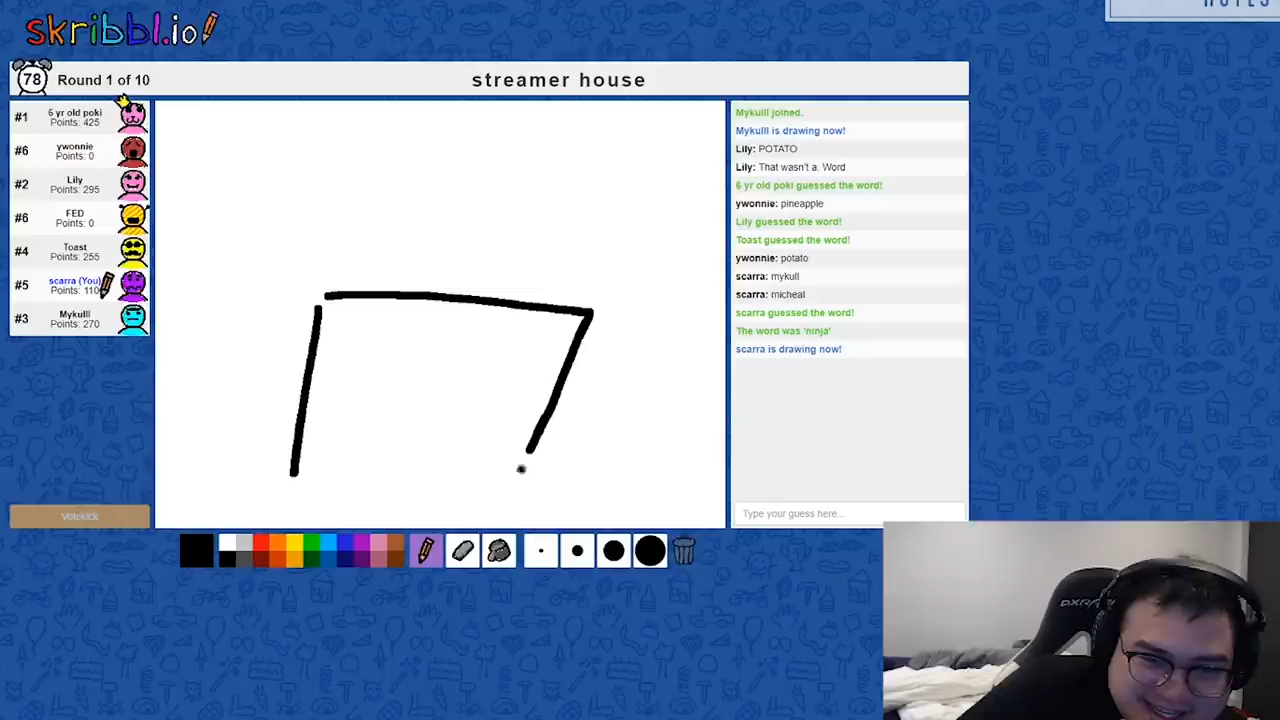 NOTES
skribbl.io
78
Round 1 of 10
streamer house
#1
6 yr old poki
Points: 425
#6
ywonnie
Points: 0
#2
Lily
Points: 295
#6
FED
Points: 0
#4
Toast
Points: 255
#5
scarra (You)
Points: 110
#3
Mykulll
Points: 270
Votekick
Mykulll joined.
Mykulll is drawing now!
Lily: POTATO
Lily: That wasn't a. Word
6 yr old poki guessed the word!
ywonnie: pineapple
Lily guessed the word!
Toast guessed the word!
ywonnie: potato
scarra: mykull
scarra: micheal
scarra guessed the word!
The word was 'ninja'
scarra is drawing now!
Type your guess here...